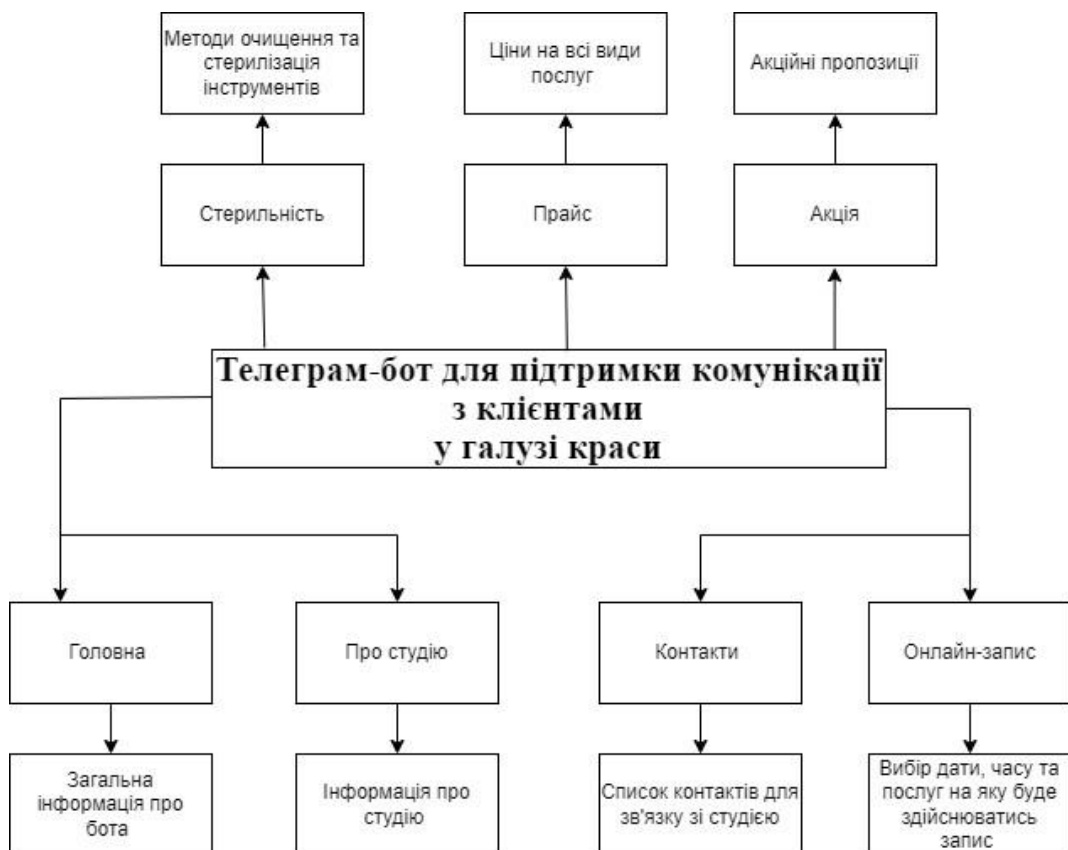 Методи очищення та
стерилізація
інструментів
Ціни на всі види
послуг
Акційні пропозиції
Стерильність
Прайс
Акція
Телеграм-бот для підтримки комунікації
з клієнтами
у галузі краси
Головна
Про студію
Контакти
Онлайн-запис
Загальна
інформація про
бота
Інформація про
студію
Список контактів для
зв'язку зі студією
Вибір дати, часу та
послуг на яку буде
здійснюватись
запис